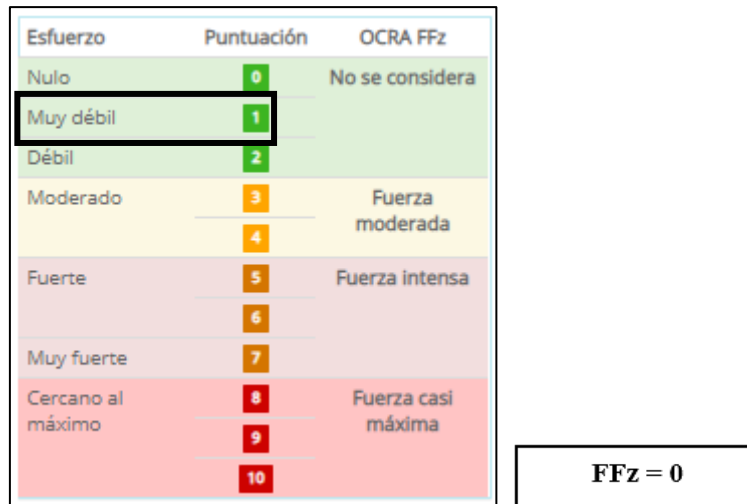 Esfuerzo Puntuación OCRA FFz
Nulo 0 No se considera
Muy débil 1
Débil 2
Moderado 3 Fuerza
moderada
4
Fuerte 5 Fuerza intensa
6
Muy fuerte 7
Cercano al 8 Fuerza casi
máximo máxima
9
10
FFz = 0